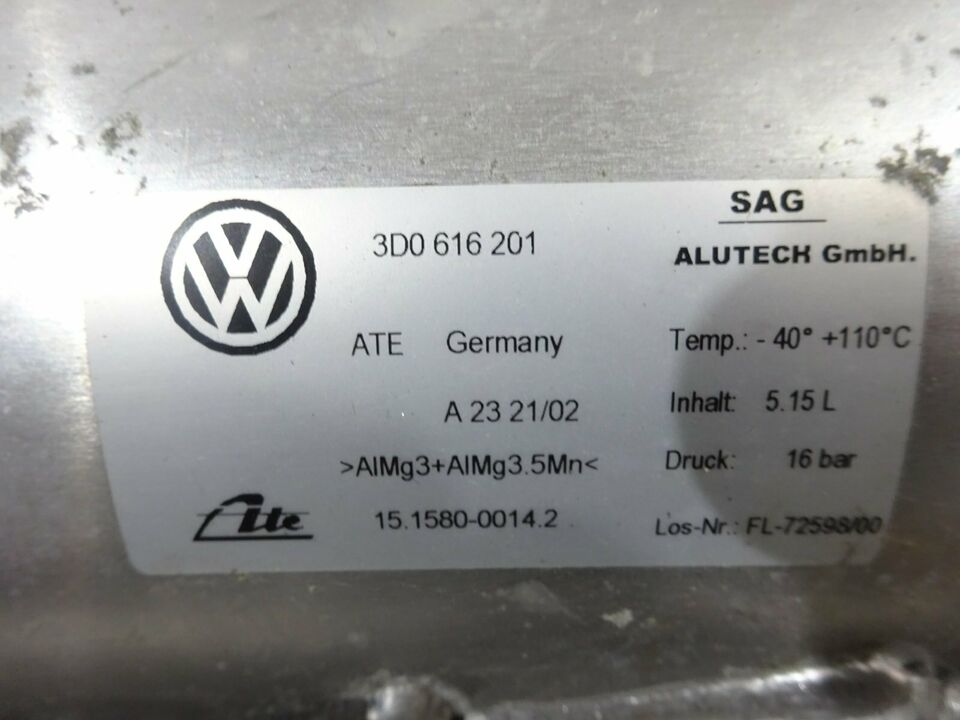 VW
3D0 616 201
SAG
ALUTECH GmbH.
ATE Germany
Temp.: - 40° +110°C
A 23 21/02
Inhalt: 5.15 L
>AlMg3+AlMg3.5Mn<
Druck: 16 bar
Ate
15.1580-0014.2
Los-Nr.: FL-72598/00